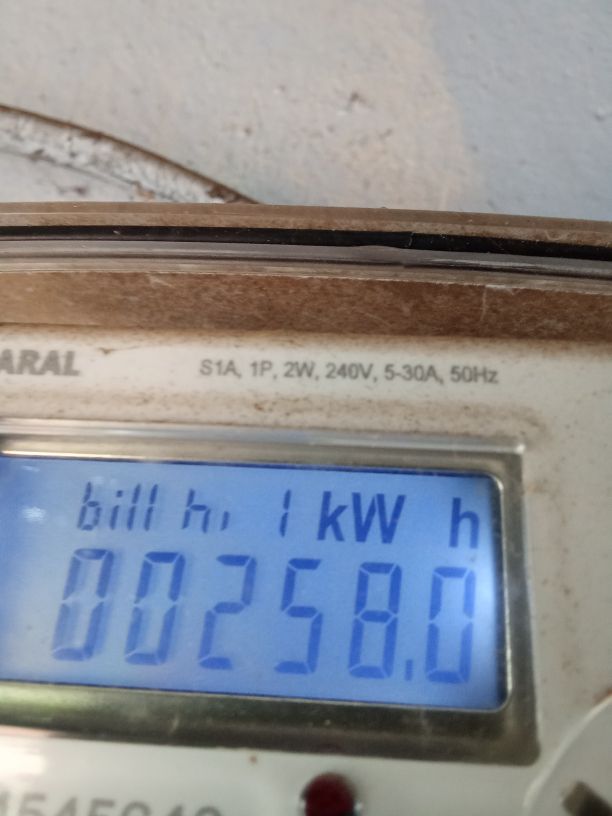 ARAL
S1A, 1P, 2W, 240V, 5-30A, 50Hz
bill hi 1 kW h
00258.0